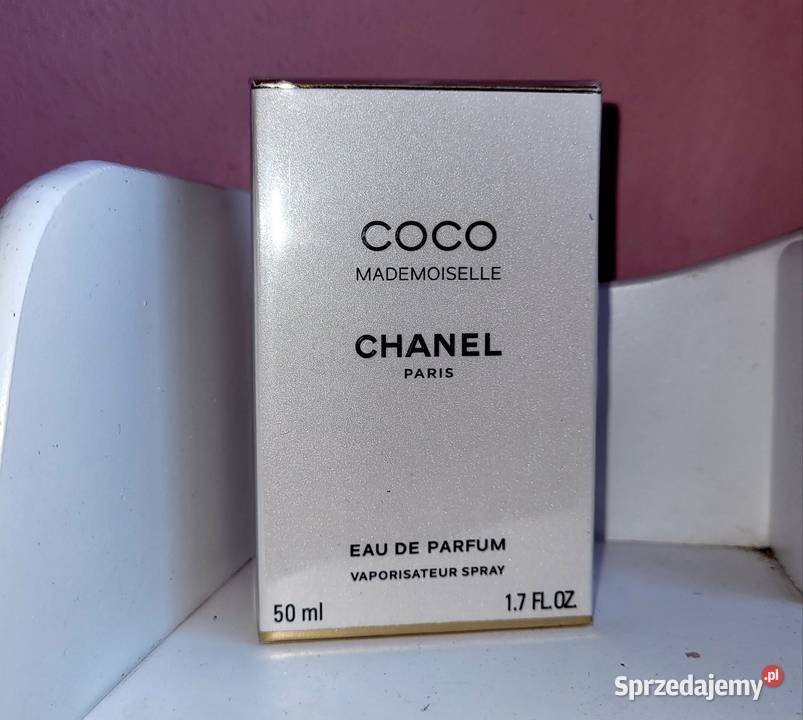 COCO
MADEMOISELLE
CHANEL
PARIS
EAU DE PARFUM
VAPORISATEUR SPRAY
50 ml 1.7 FL.OZ.
Sprzedajemy.pl